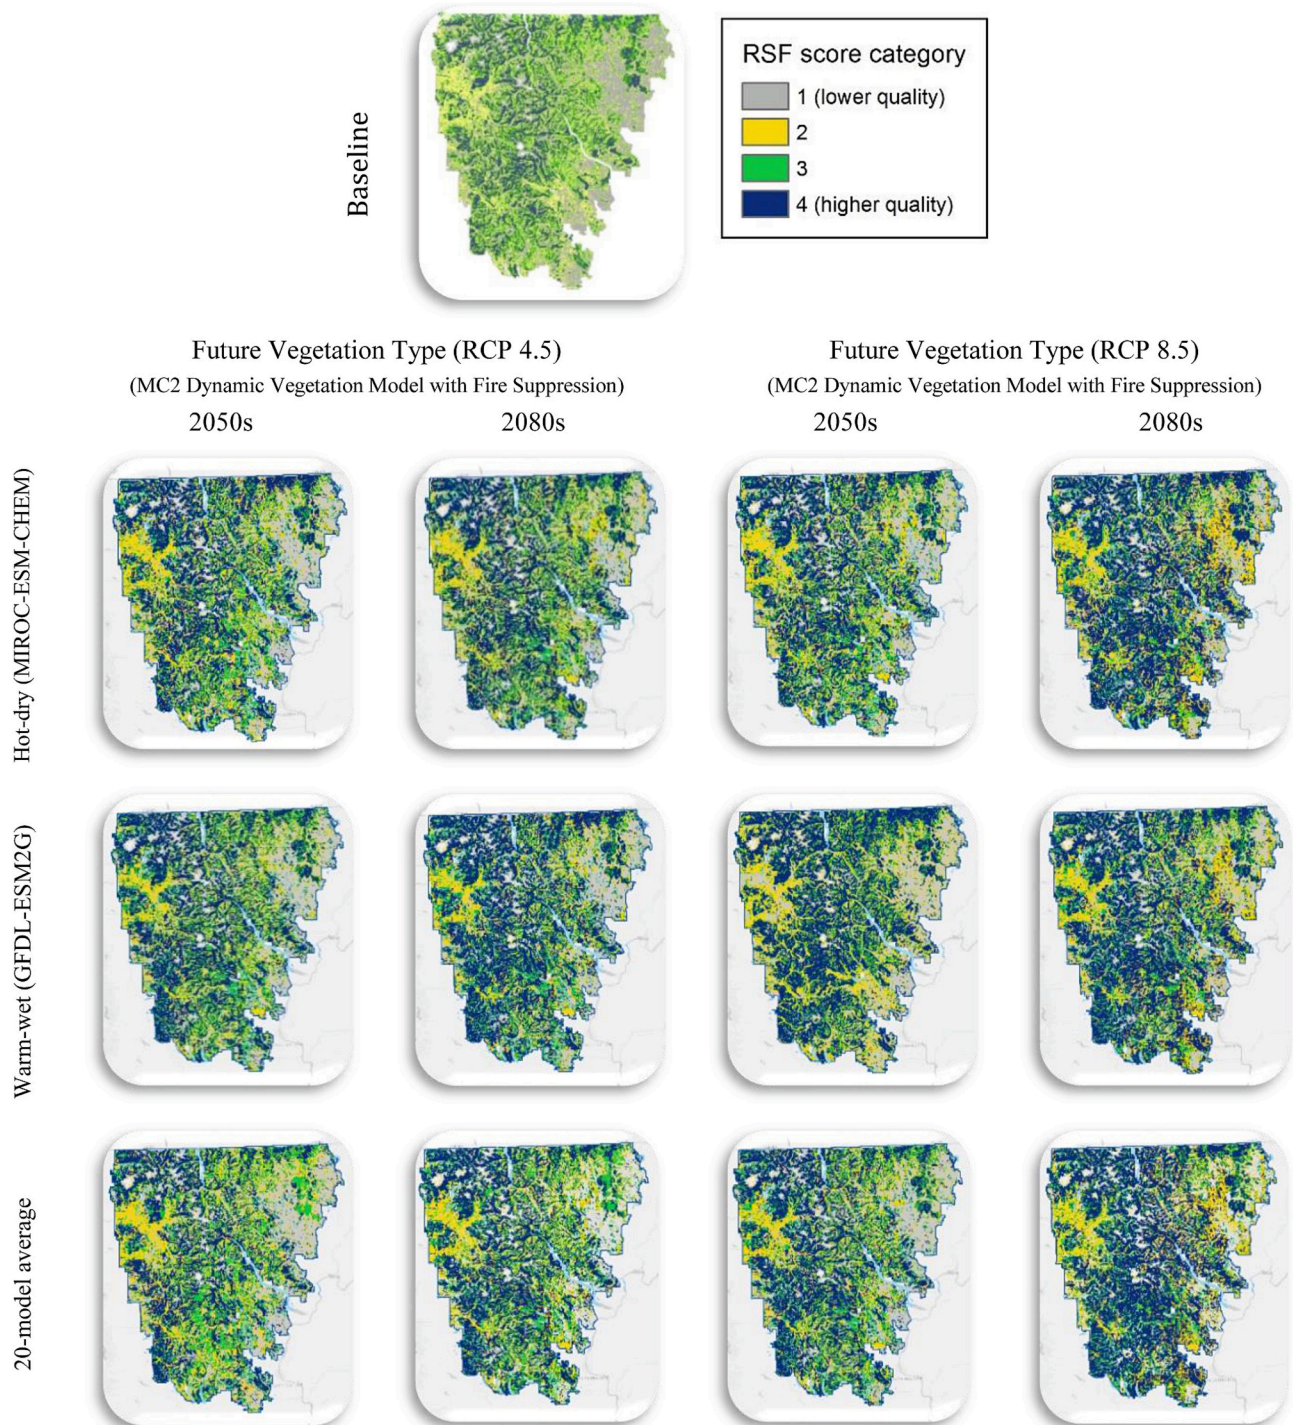 Baseline
RSF score category
1 (lower quality)
2
3
4 (higher quality)
Future Vegetation Type (RCP 4.5)
(MC2 Dynamic Vegetation Model with Fire Suppression)
2050s
2080s
Future Vegetation Type (RCP 8.5)
(MC2 Dynamic Vegetation Model with Fire Suppression)
2050s
2080s
Hot-dry (MIROC-ESM-CHEM)
Warm-wet (GFDL-ESM2G)
20-model average